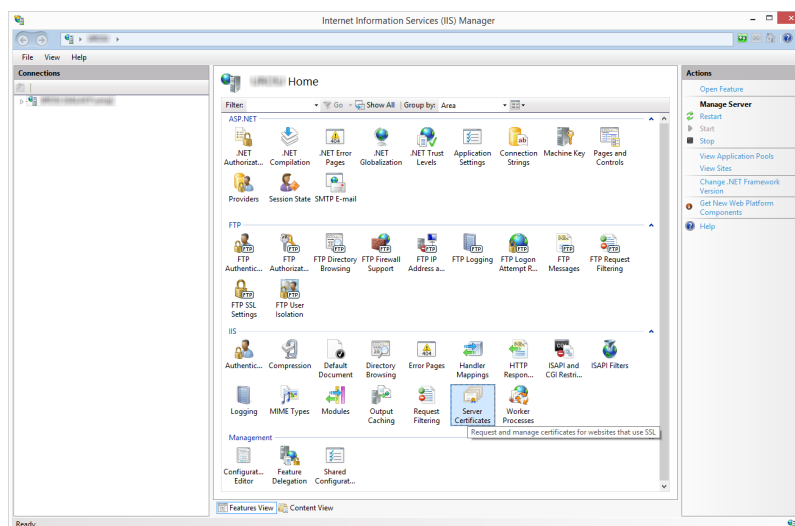 Internet Information Services (IIS) Manager
File View Help
Connections
Home
Filter: Go Show All Group by: Area
ASP.NET
.NET Authorizat... .NET Compilation .NET Error Pages .NET Globalization .NET Trust Levels Application Settings Connection Strings Machine Key Pages and Controls
Providers Session State SMTP E-mail
FTP
FTP Authentic... FTP Authorizat... FTP Directory Browsing FTP Firewall Support FTP IP Address a... FTP Logging FTP Logon Attempt R... FTP Messages FTP Request Filtering
FTP SSL Settings FTP User Isolation
IIS
Authentic... Compression Default Document Directory Browsing Error Pages Handler Mappings HTTP Respon... ISAPI and CGI Restri... ISAPI Filters
Logging MIME Types Modules Output Caching Request Filtering Server Certificates Worker Processes
Request and manage certificates for websites that use SSL
Management
Configurat... Editor Feature Delegation Shared Configurat...
Features View Content View
Actions
Open Feature
Manage Server
Restart
Start
Stop
View Application Pools
View Sites
Change .NET Framework
Version
Get New Web Platform
Components
Help
Ready